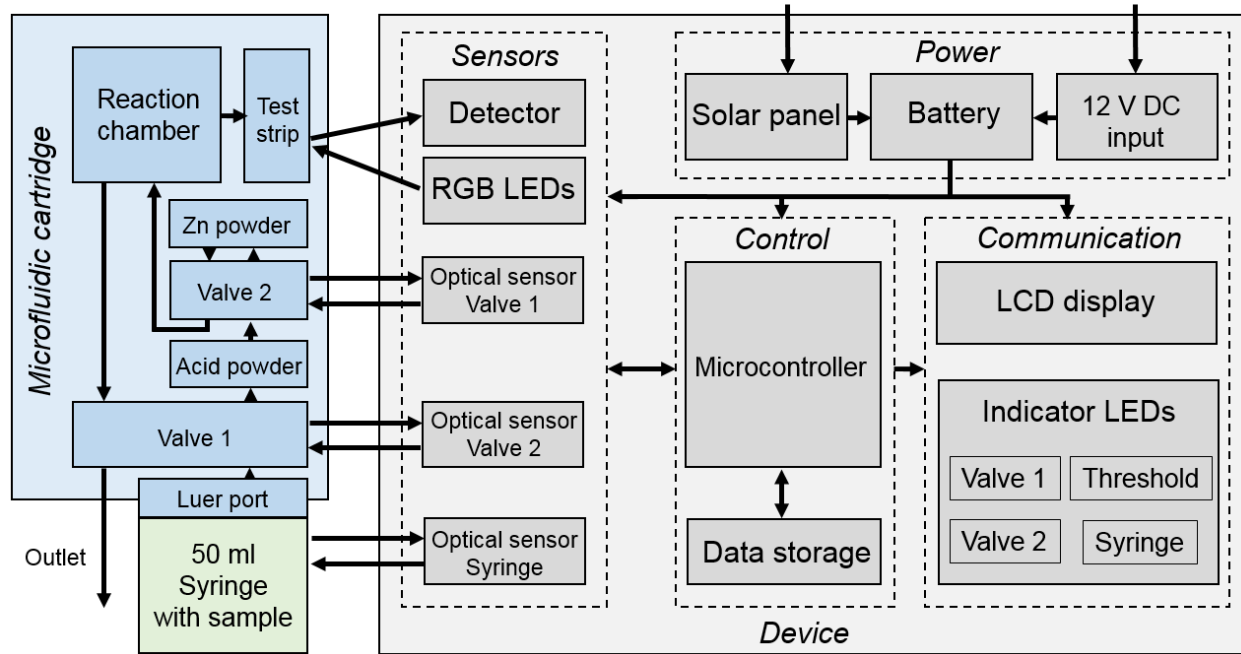 Microfluidic cartridge
Reaction
chamber
Test
strip
Zn powder
Valve 2
Acid powder
Valve 1
Luer port
50 ml
Syringe
with sample
Outlet
Sensors
Detector
RGB LEDs
Optical sensor
Valve 1
Optical sensor
Valve 2
Optical sensor
Syringe
Power
Solar panel
Battery
12 V DC
input
Control
Microcontroller
Data storage
Communication
LCD display
Indicator LEDs
Valve 1
Threshold
Valve 2
Syringe
Device